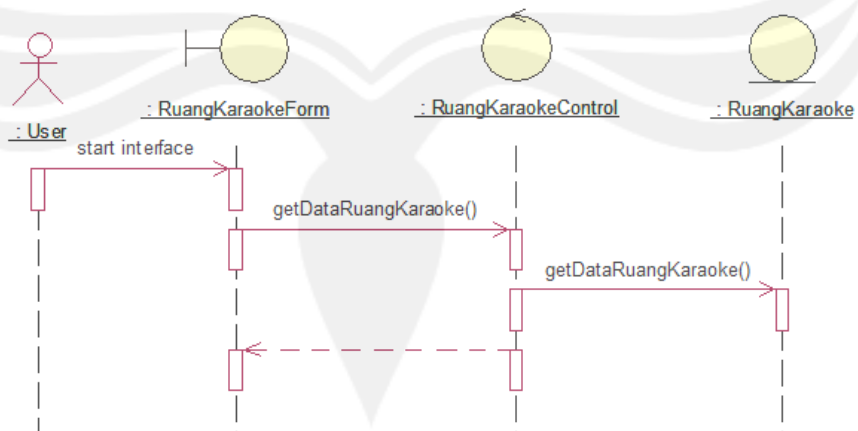 : User
: RuangKaraokeForm
: RuangKaraokeControl
: RuangKaraoke
start interface
getDataRuangKaraoke()
getDataRuangKaraoke()